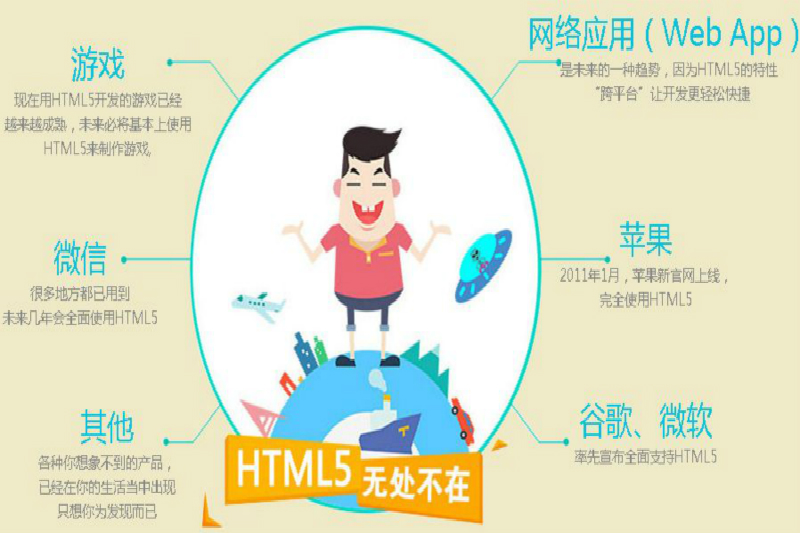 游戏
现在用HTML5开发的游戏已经
越来越成熟，未来必将基本上使用
HTML5来制作游戏,
网络应用（Web App）
是未来的一种趋势，因为HTML5的特性
“跨平台”让开发更轻松快捷
微信
很多地方都已用到
未来几年会全面使用HTML5
苹果
2011年1月，苹果新官网上线，
完全使用HTML5
其他
各种你想象不到的产品，
已经在你的生活当中出现
只想你为发现而已
谷歌、微软
率先宣布全面支持HTML5
HTML5 无处不在